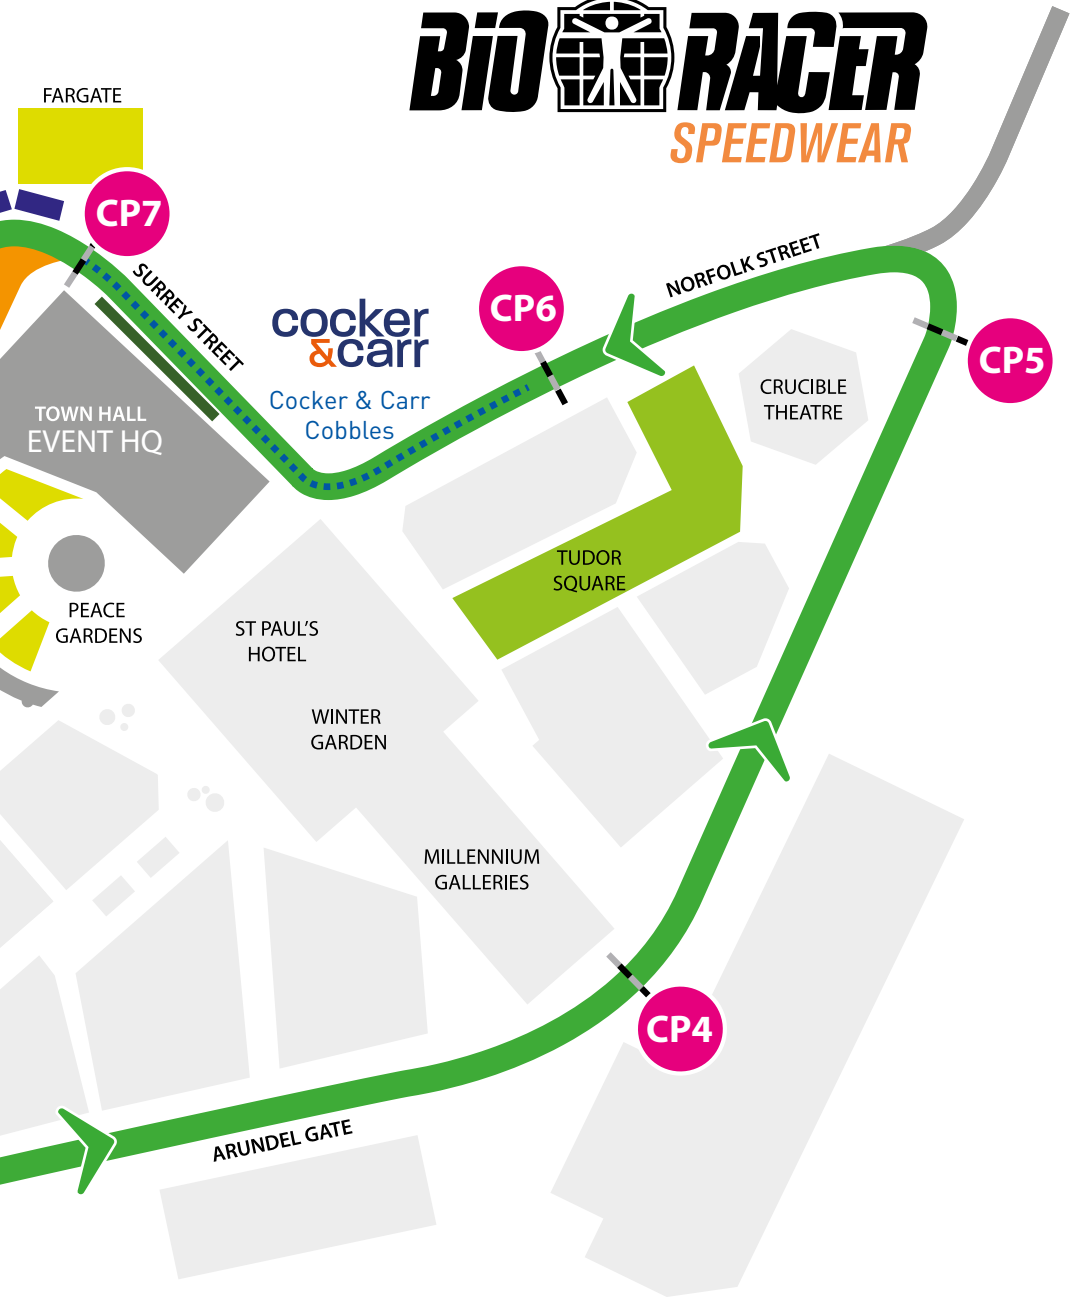 BIO RACER
SPEEDWEAR
FARGATE
CP7
SURREY STREET
NORFOLK STREET
cocker
&carr
Cocker & Carr
Cobbles
CP6
CP5
CRUCIBLE
THEATRE
TOWN HALL
EVENT HQ
TUDOR
SQUARE
PEACE
GARDENS
ST PAUL'S
HOTEL
WINTER
GARDEN
MILLENNIUM
GALLERIES
CP4
ARUNDEL GATE